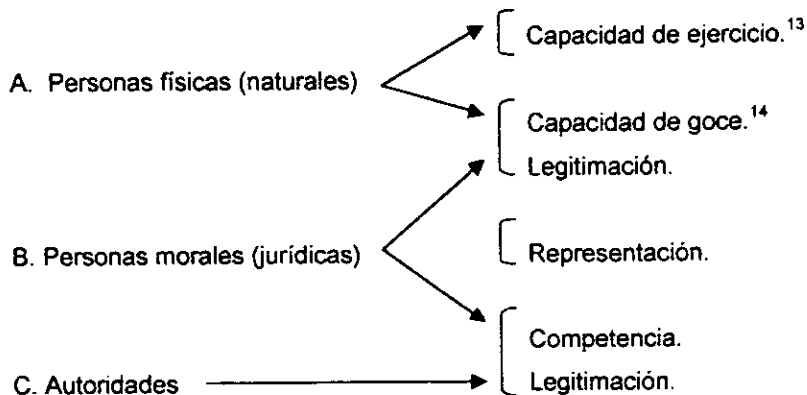 Capacidad de ejercicio.13
A. Personas físicas (naturales)
Capacidad de goce.14
Legitimación.
B. Personas morales (jurídicas)
Representación.
Competencia.
C. Autoridades
Legitimación.